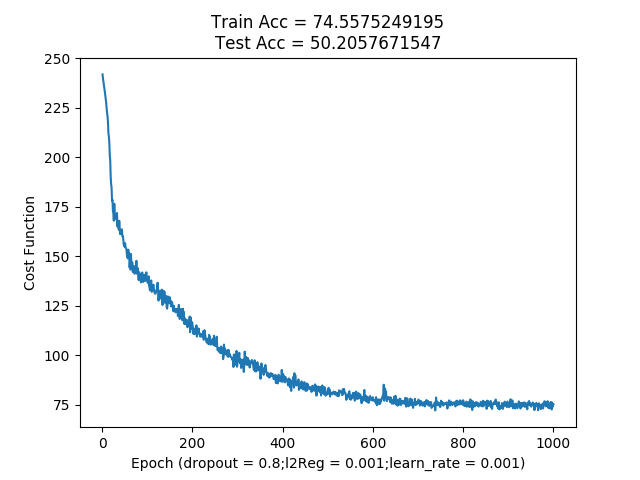 Train Acc = 74.5575249195
Test Acc = 50.2057671547
250
225
200
175
150
125
100
75
Cost Function
0 200 400 600 800 1000
Epoch (dropout = 0.8;l2Reg = 0.001;learn_rate = 0.001)